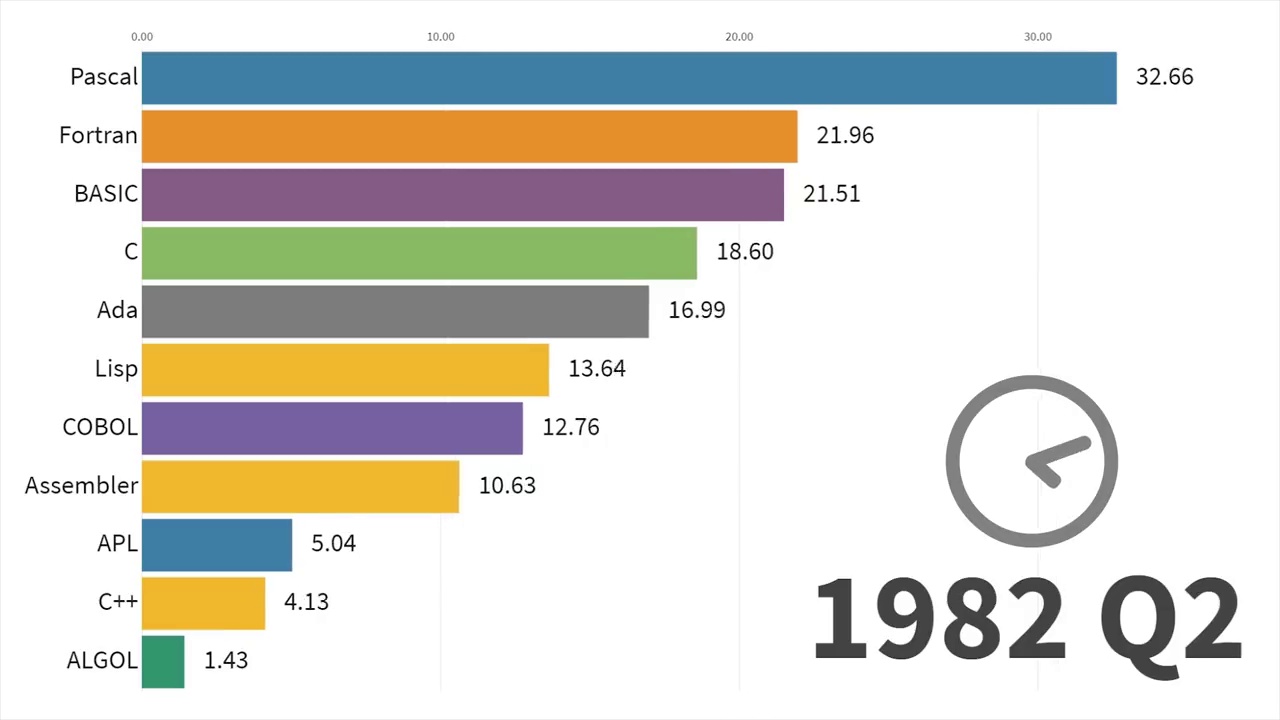 0.00 10.00 20.00 30.00
Pascal 32.66
Fortran 21.96
BASIC 21.51
C 18.60
Ada 16.99
Lisp 13.64
COBOL 12.76
Assembler 10.63
APL 5.04
C++ 4.13
ALGOL 1.43
1982 Q2